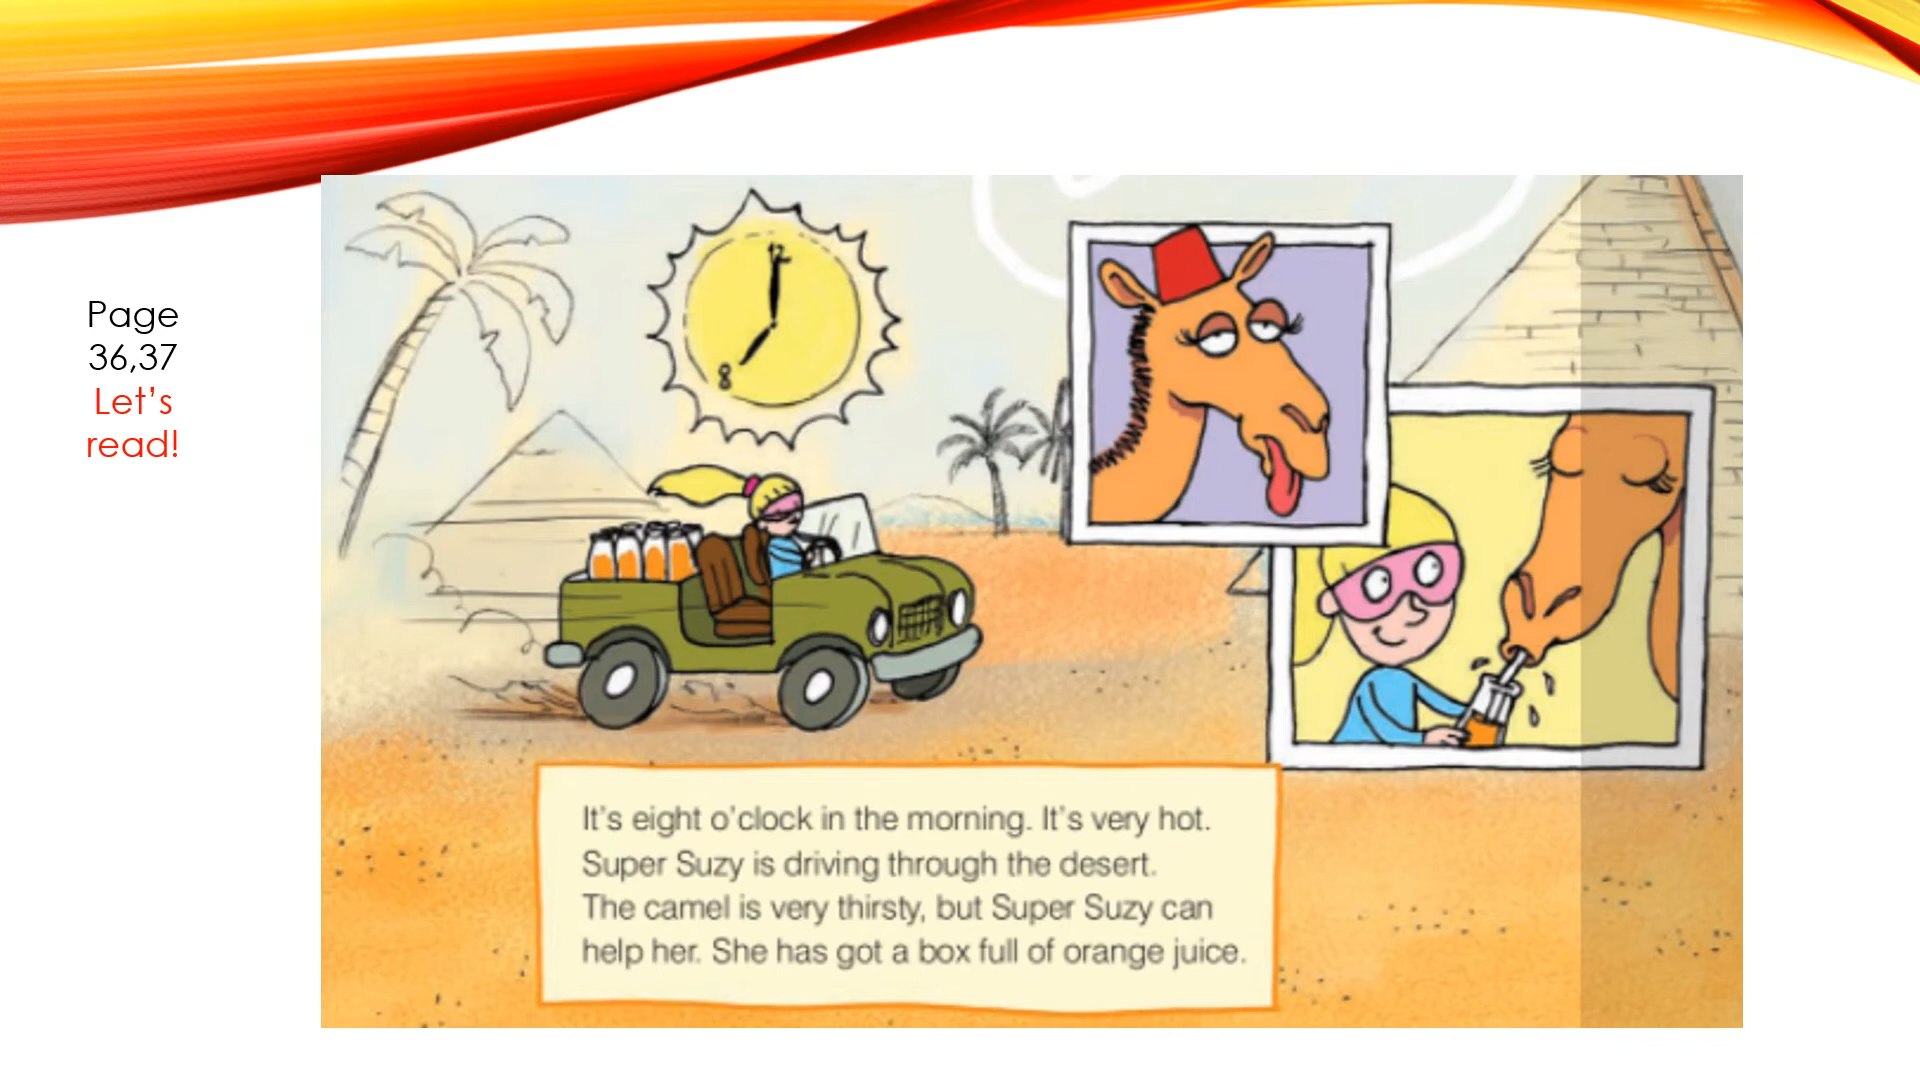 Page
36,37
Let’s
read!
12
8
It’s eight o’clock in the morning. It’s very hot.
Super Suzy is driving through the desert.
The camel is very thirsty, but Super Suzy can
help her. She has got a box full of orange juice.